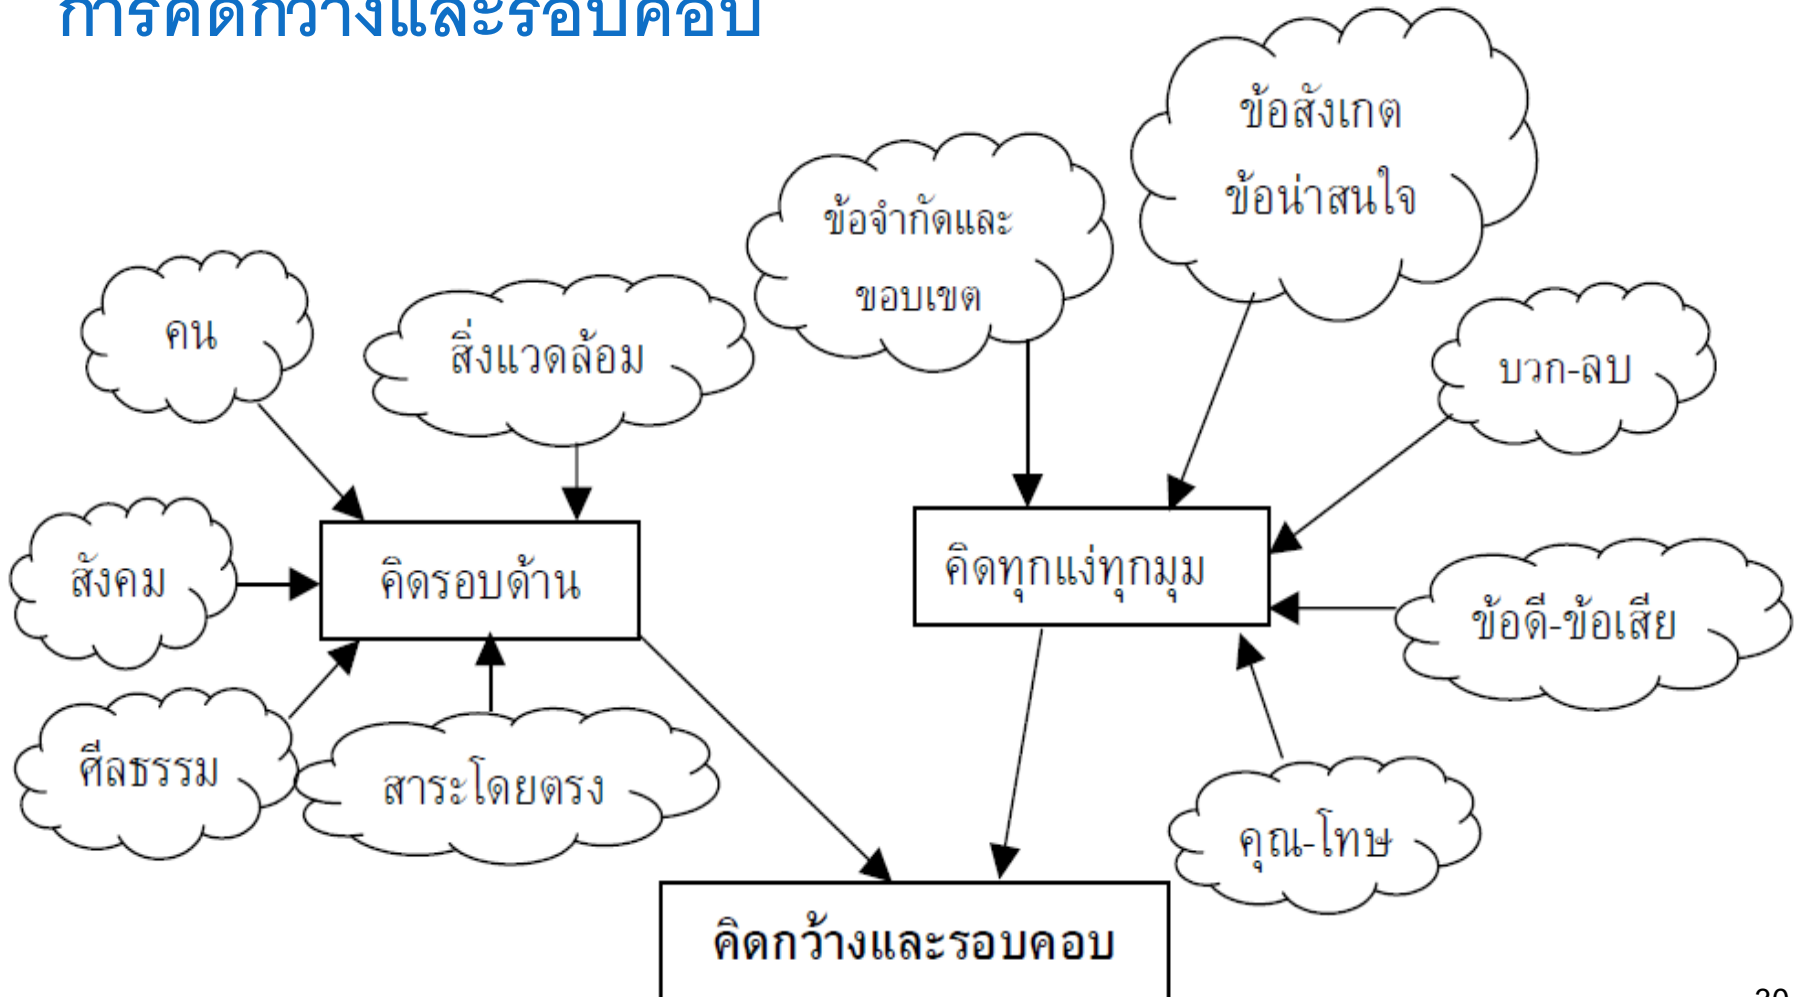 การคิดกว้างและรอบคอบ
ข้อสังเกต
ข้อน่าสนใจ
ข้อจำกัดและ
ขอบเขต
คน
สิ่งแวดล้อม
บวก-ลบ
สังคม
คิดรอบด้าน
คิดทุกแง่ทุกมุม
ข้อดี-ข้อเสีย
ศีลธรรม
สาระโดยตรง
คุณ-โทษ
คิดกว้างและรอบคอบ